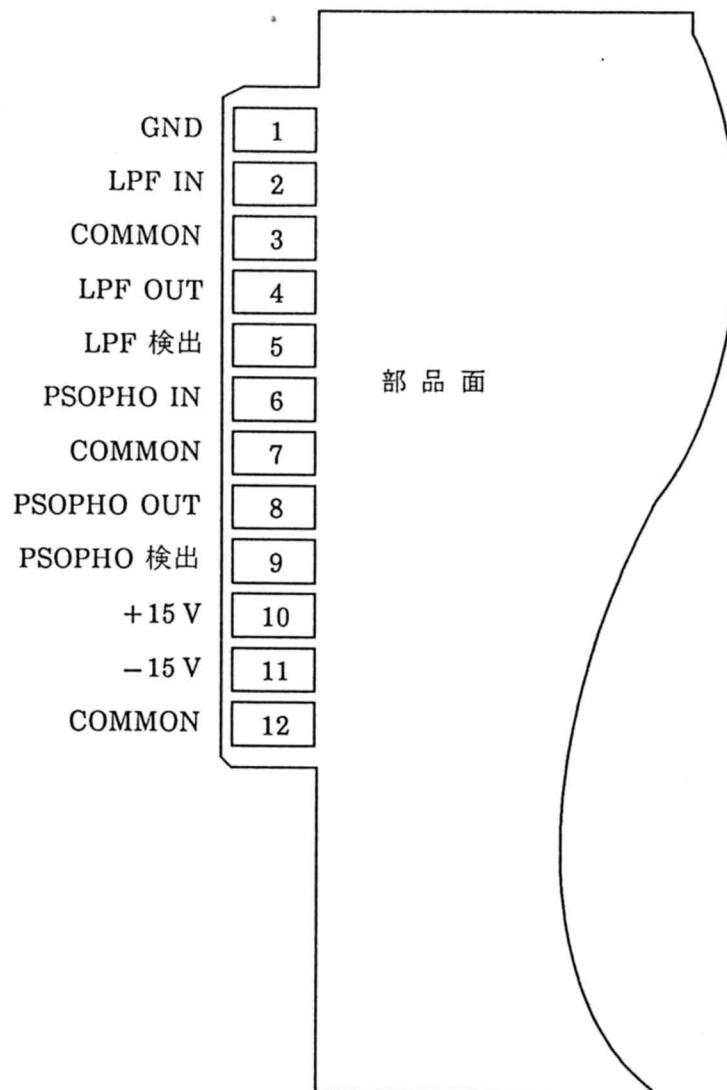 GND 1
LPF IN 2
COMMON 3
LPF OUT 4
LPF 検出 5
部品面
PSOPHO IN 6
COMMON 7
PSOPHO OUT 8
PSOPHO 検出 9
+15 V 10
−15 V 11
COMMON 12